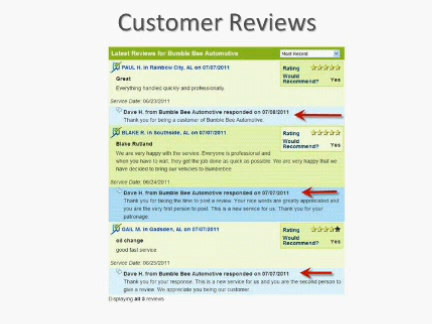 Customer Reviews
Latest Reviews for Bumble Bee Automotive
Most Recent
PAUL H. in Rainbow City, AL on 07/07/2011
Rating
Great
Would Recommend? Yes
Everything handled quickly and professionally.
Service Date: 06/23/2011
Dave H. from Bumble Bee Automotive responded on 07/08/2011
Thank you for being a customer of Bumble Bee Automotive.
BLAKE R. in Southside, AL on 07/07/2011
Rating
Blake Rutland
Would Recommend? Yes
We are very happy with the service. Everyone is professional and
when you have to wait, they get the job done as quick as possible. We are very happy that we
have decided to bring our vehicles to Bumblebee.
Service Date: 06/24/2011
Dave H. from Bumble Bee Automotive responded on 07/07/2011
Thank you for taking the time to post a review. Your nice words are greatly appreciated and
you are the very first person to post. This is a new service for us. Thank you for your
patronage.
GAIL M. in Gadsden, AL on 07/07/2011
Rating
oil change
Would Recommend? Yes
good fast service
Service Date: 06/23/2011
Dave H. from Bumble Bee Automotive responded on 07/07/2011
Thank you for your response. This is a new service for us and you are the second person to
give a review. We appreciate you being our customer.
Displaying all 3 reviews